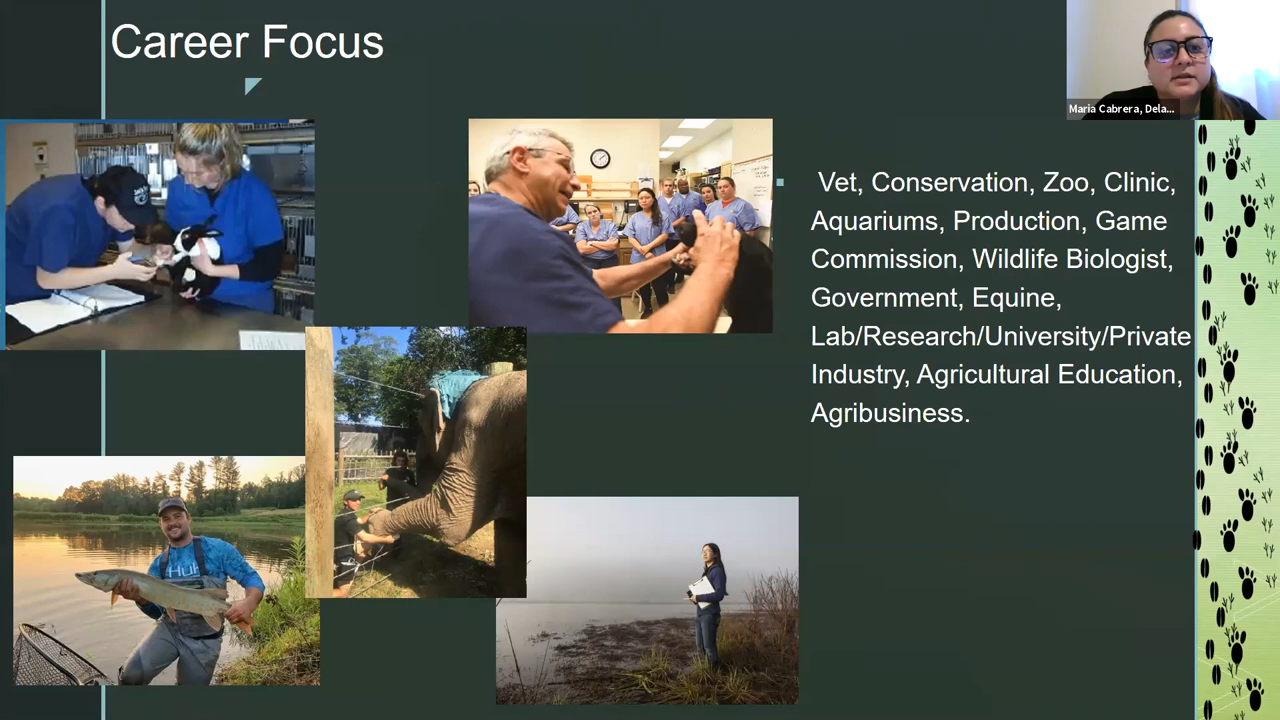 Career Focus
Maria Cabrera, Dela...
Vet, Conservation, Zoo, Clinic,
Aquariums, Production, Game
Commission, Wildlife Biologist,
Government, Equine,
Lab/Research/University/Private
Industry, Agricultural Education,
Agribusiness.